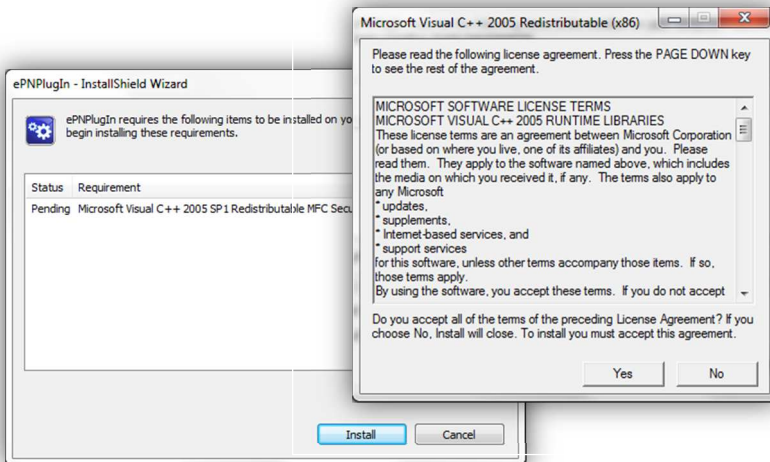 Microsoft Visual C++ 2005 Redistributable (x86)
Please read the following license agreement. Press the PAGE DOWN key
to see the rest of the agreement.
MICROSOFT SOFTWARE LICENSE TERMS
MICROSOFT VISUAL C++ 2005 RUNTIME LIBRARIES
These license terms are an agreement between Microsoft Corporation
(or based on where you live, one of its affiliates) and you. Please
read them. They apply to the software named above, which includes
the media on which you received it, if any. The terms also apply to
any Microsoft
* updates,
* supplements,
* Internet-based services, and
* support services
for this software, unless other terms accompany those items. If so,
those terms apply.
By using the software, you accept these terms. If you do not accept
Do you accept all of the terms of the preceding License Agreement? If you
choose No, Install will close. To install you must accept this agreement.
Yes No
ePNPlugIn - InstallShield Wizard
ePNPlugIn requires the following items to be installed on yo
begin installing these requirements.
Status Requirement
Pending Microsoft Visual C++ 2005 SP1 Redistributable MFC Secu
Install Cancel